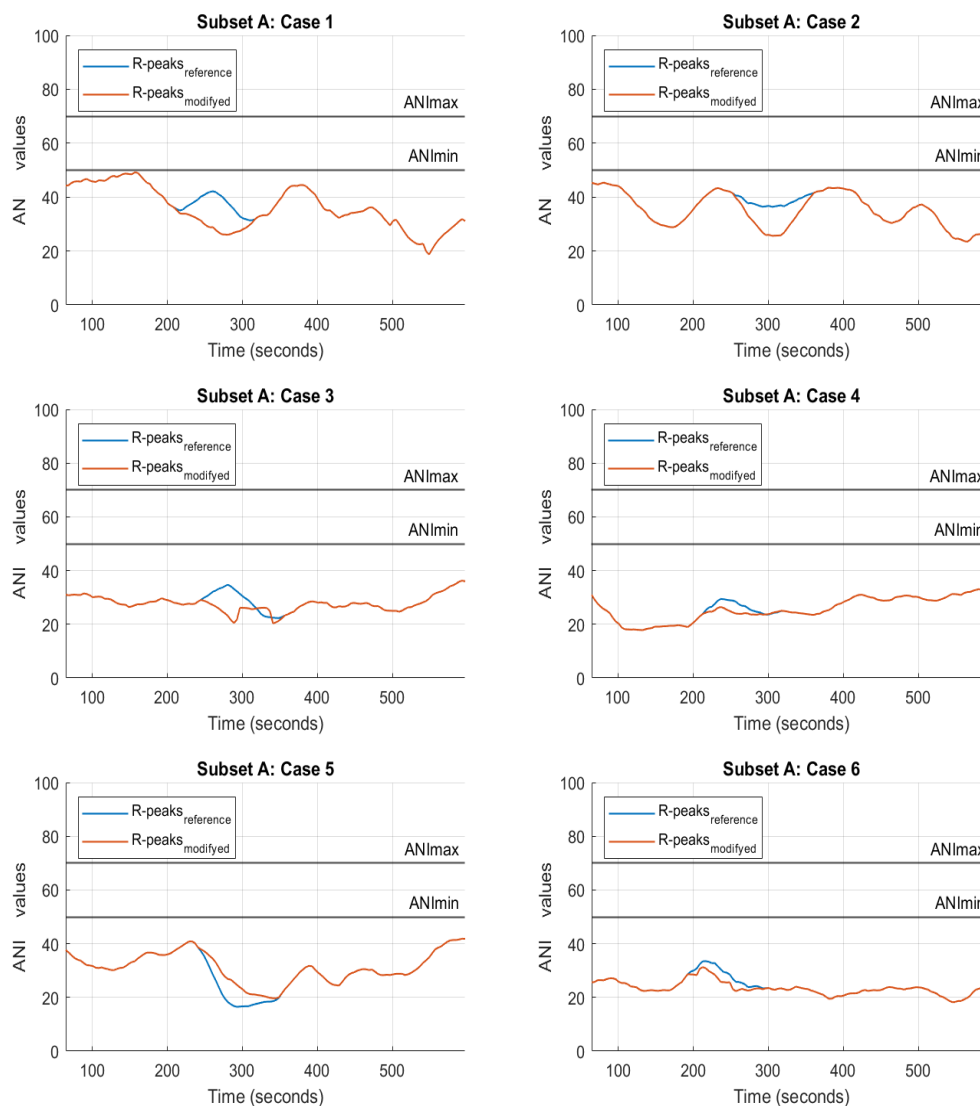 Subset A: Case 1
100
80
60
40
20
0
AN values
R-peaks reference
R-peaks modifyed
ANImax
ANImin
100 200 300 400 500
Time (seconds)
Subset A: Case 2
100
80
60
40
20
0
AN values
R-peaks reference
R-peaks modifyed
ANImax
ANImin
100 200 300 400 500
Time (seconds)
Subset A: Case 3
100
80
60
40
20
0
ANI values
R-peaks reference
R-peaks modifyed
ANImax
ANImin
100 200 300 400 500
Time (seconds)
Subset A: Case 4
100
80
60
40
20
0
ANI values
R-peaks reference
R-peaks modifyed
ANImax
ANImin
100 200 300 400 500
Time (seconds)
Subset A: Case 5
100
80
60
40
20
0
ANI values
R-peaks reference
R-peaks modifyed
ANImax
ANImin
100 200 300 400 500
Time (seconds)
Subset A: Case 6
100
80
60
40
20
0
ANI values
R-peaks reference
R-peaks modifyed
ANImax
ANImin
100 200 300 400 500
Time (seconds)